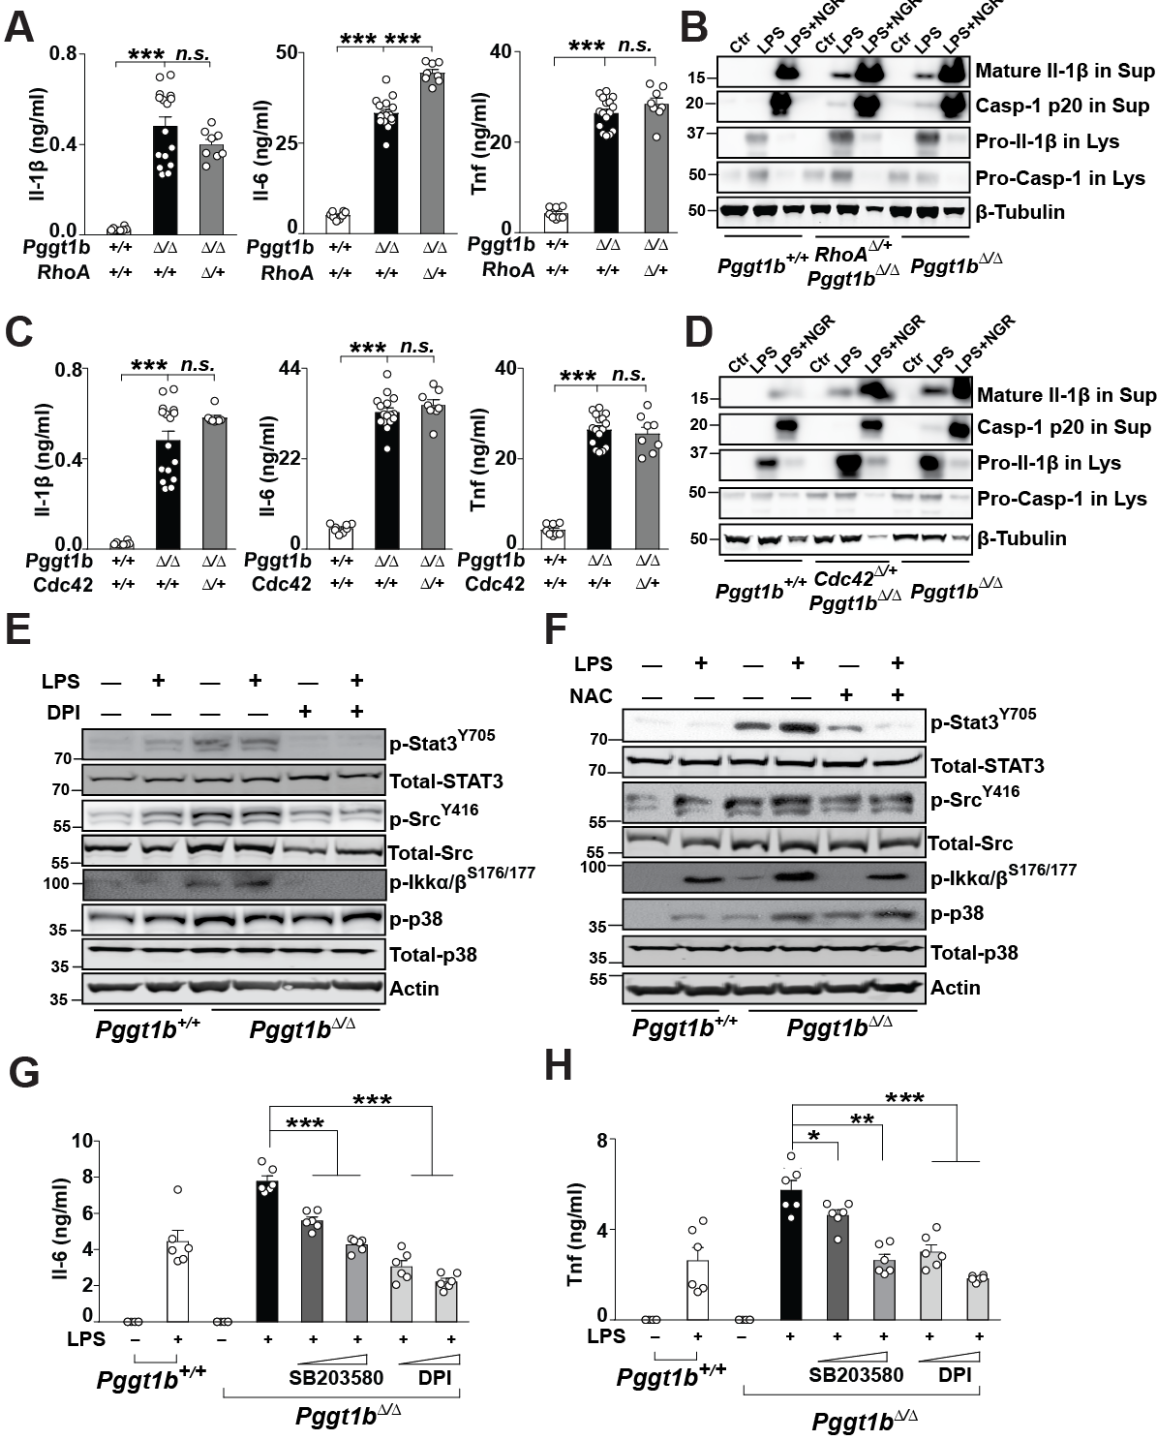 A
Il-1β (ng/ml)
0.8
0.4
0.0
*** n.s.
Pggt1b +/+ Δ/Δ Δ/Δ
RhoA +/+ +/+ Δ/+
Il-6 (ng/ml)
50
25
0
*** ***
Pggt1b +/+ Δ/Δ Δ/Δ
RhoA +/+ +/+ Δ/+
Tnf (ng/ml)
40
20
0
*** n.s.
Pggt1b +/+ Δ/Δ Δ/Δ
RhoA +/+ +/+ Δ/+
B
Ctr LPS LPS+NGR Ctr LPS LPS+NGR Ctr LPS LPS+NGR
15 Mature Il-1β in Sup
20 Casp-1 p20 in Sup
37 Pro-Il-1β in Lys
50 Pro-Casp-1 in Lys
50 β-Tubulin
Pggt1b+/+ RhoAΔ/+ Pggt1bΔ/Δ Pggt1bΔ/Δ
C
Il-1β (ng/ml)
0.8
0.4
0.0
*** n.s.
Pggt1b +/+ Δ/Δ Δ/Δ
Cdc42 +/+ +/+ Δ/+
Il-6 (ng/ml)
44
22
0
*** n.s.
Pggt1b +/+ Δ/Δ Δ/Δ
Cdc42 +/+ +/+ Δ/+
Tnf (ng/ml)
40
20
0
*** n.s.
Pggt1b +/+ Δ/Δ Δ/Δ
Cdc42 +/+ +/+ Δ/+
D
Ctr LPS LPS+NGR Ctr LPS LPS+NGR Ctr LPS LPS+NGR
15 Mature Il-1β in Sup
20 Casp-1 p20 in Sup
37 Pro-Il-1β in Lys
50 Pro-Casp-1 in Lys
50 β-Tubulin
Pggt1b+/+ Cdc42Δ/+ Pggt1bΔ/Δ Pggt1bΔ/Δ
E
LPS — + — + — +
DPI — — — — + +
70 p-Stat3Y705
70 Total-STAT3
55 p-SrcY416
55 Total-Src
100 p-Ikkα/βS176/177
35 p-p38
35 Total-p38
35 Actin
Pggt1b+/+ Pggt1bΔ/Δ
F
LPS — + — + — +
NAC — — — — + +
70 p-Stat3Y705
70 Total-STAT3
55 p-SrcY416
55 Total-Src
100 p-Ikkα/βS176/177
35 p-p38
35 Total-p38
55 Actin
Pggt1b+/+ Pggt1bΔ/Δ
G
Il-6 (ng/ml)
10
8
6
4
2
0
***
***
LPS – + – + + + + +
Pggt1b+/+ SB203580 DPI
Pggt1bΔ/Δ
H
Tnf (ng/ml)
8
4
0
***
**
*
LPS – + – + + + + +
Pggt1b+/+ SB203580 DPI
Pggt1bΔ/Δ